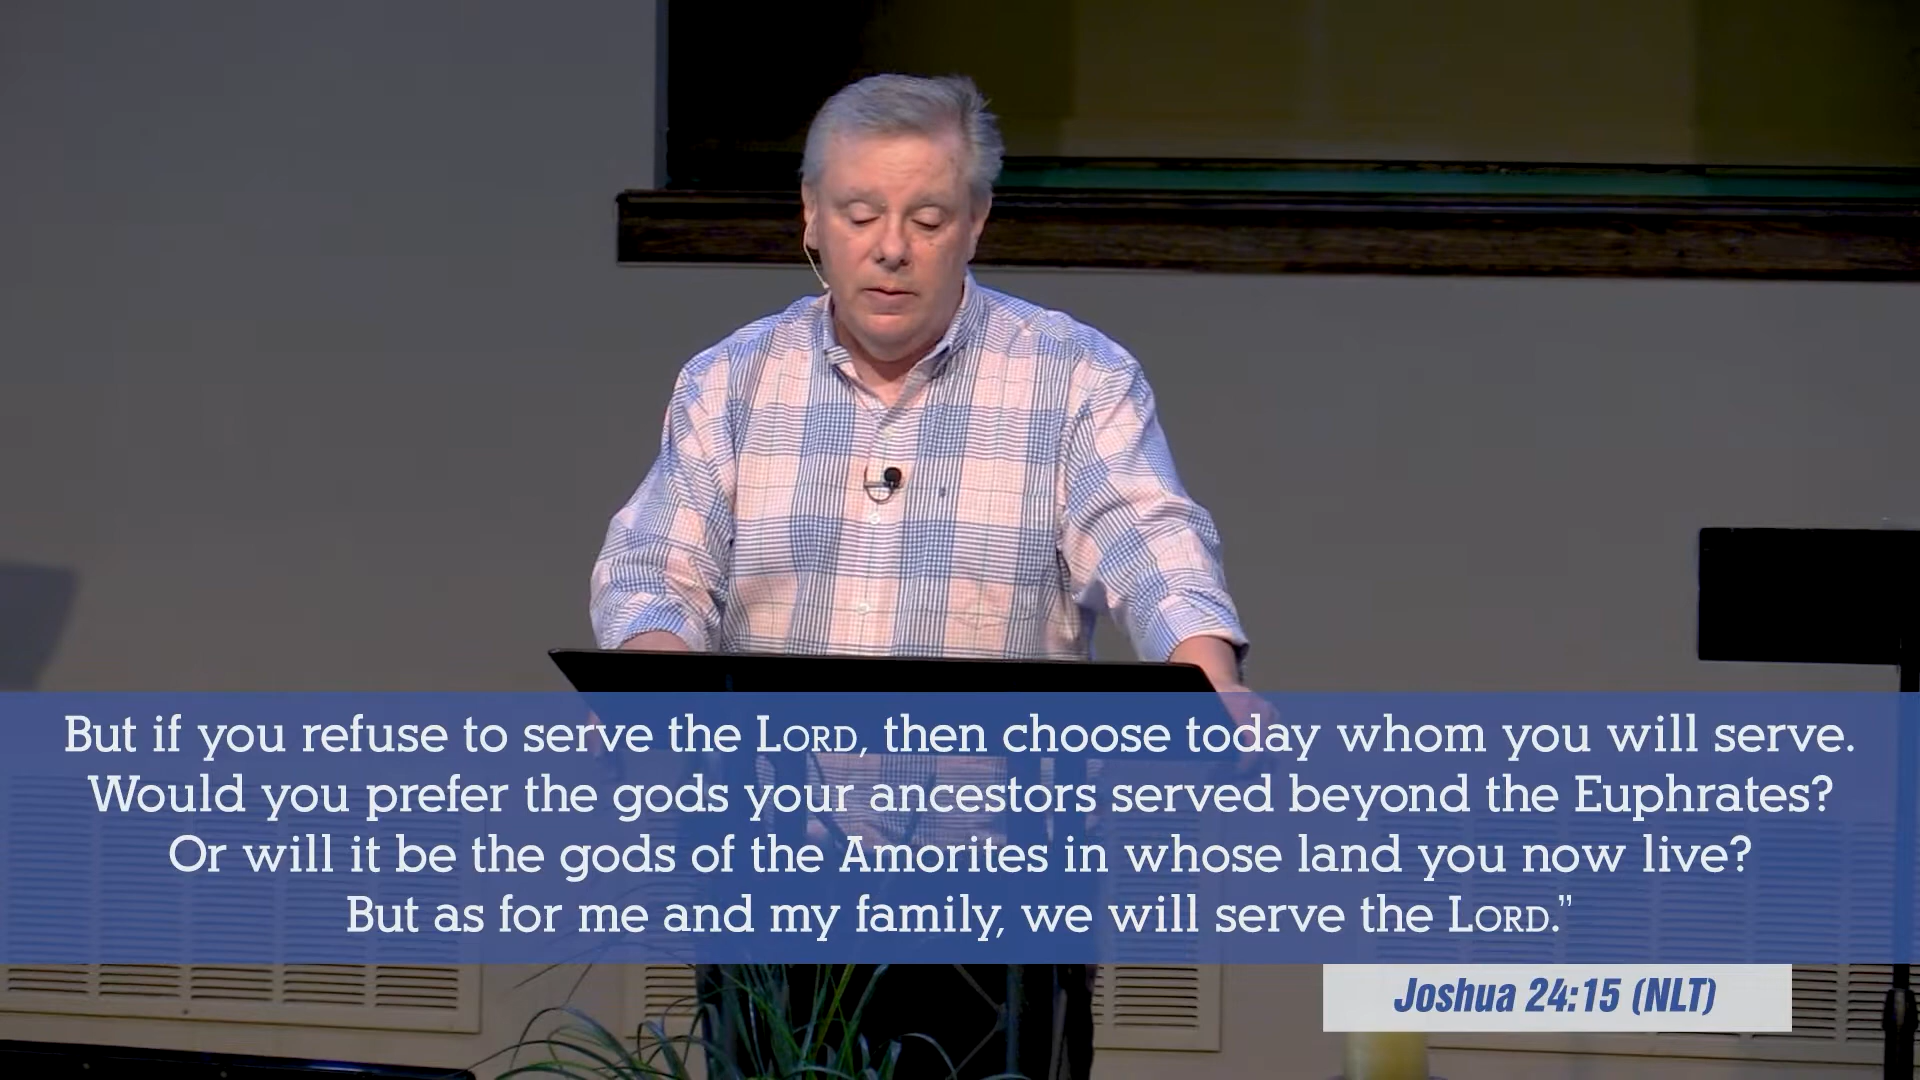 But if you refuse to serve the LORD, then choose today whom you will serve.
Would you prefer the gods your ancestors served beyond the Euphrates?
Or will it be the gods of the Amorites in whose land you now live?
But as for me and my family, we will serve the LORD."
Joshua 24:15 (NLT)